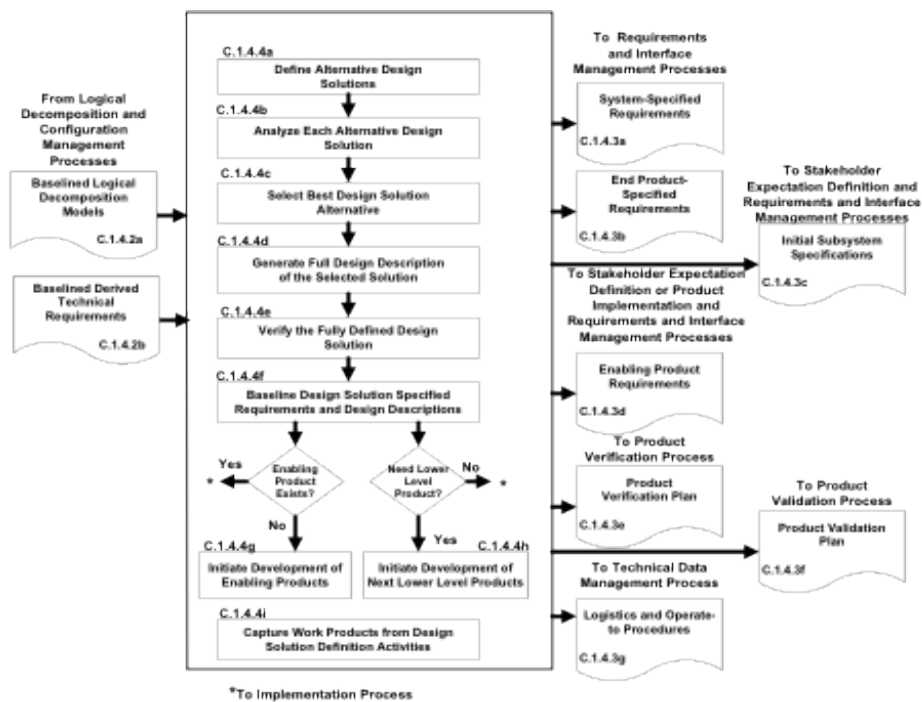 From Logical
Decomposition and
Configuration
Management
Processes
Baselined Logical
Decomposition
Models
C.1.4.2a
Baselined Derived
Technical
Requirements
C.1.4.2b
C.1.4.4a
Define Alternative Design
Solutions
C.1.4.4b
Analyze Each Alternative Design
Solution
C.1.4.4c
Select Best Design Solution
Alternative
C.1.4.4d
Generate Full Design Description
of the Selected Solution
C.1.4.4e
Verify the Fully Defined Design
Solution
C.1.4.4f
Baseline Design Solution Specified
Requirements and Design Descriptions
Yes
*
Enabling
Product
Exists?
No
Need Lower
Level
Product?
No
*
Yes
C.1.4.4g
Initiate Development of
Enabling Products
C.1.4.4h
Initiate Development of
Next Lower Level Products
C.1.4.4i
Capture Work Products from Design
Solution Definition Activities
To Requirements
and Interface
Management Processes
System-Specified
Requirements
C.1.4.3a
End Product-
Specified
Requirements
C.1.4.3b
To Stakeholder
Expectation Definition and
Requirements and Interface
Management Processes
Initial Subsystem
Specifications
C.1.4.3c
To Stakeholder Expectation
Definition or Product
Implementation and
Requirements and Interface
Management Processes
Enabling Product
Requirements
C.1.4.3d
To Product
Verification Process
Product
Verification Plan
C.1.4.3e
To Product
Validation Process
Product Validation
Plan
C.1.4.3f
To Technical Data
Management Process
Logistics and Operate-
to Procedures
C.1.4.3g
*To Implementation Process